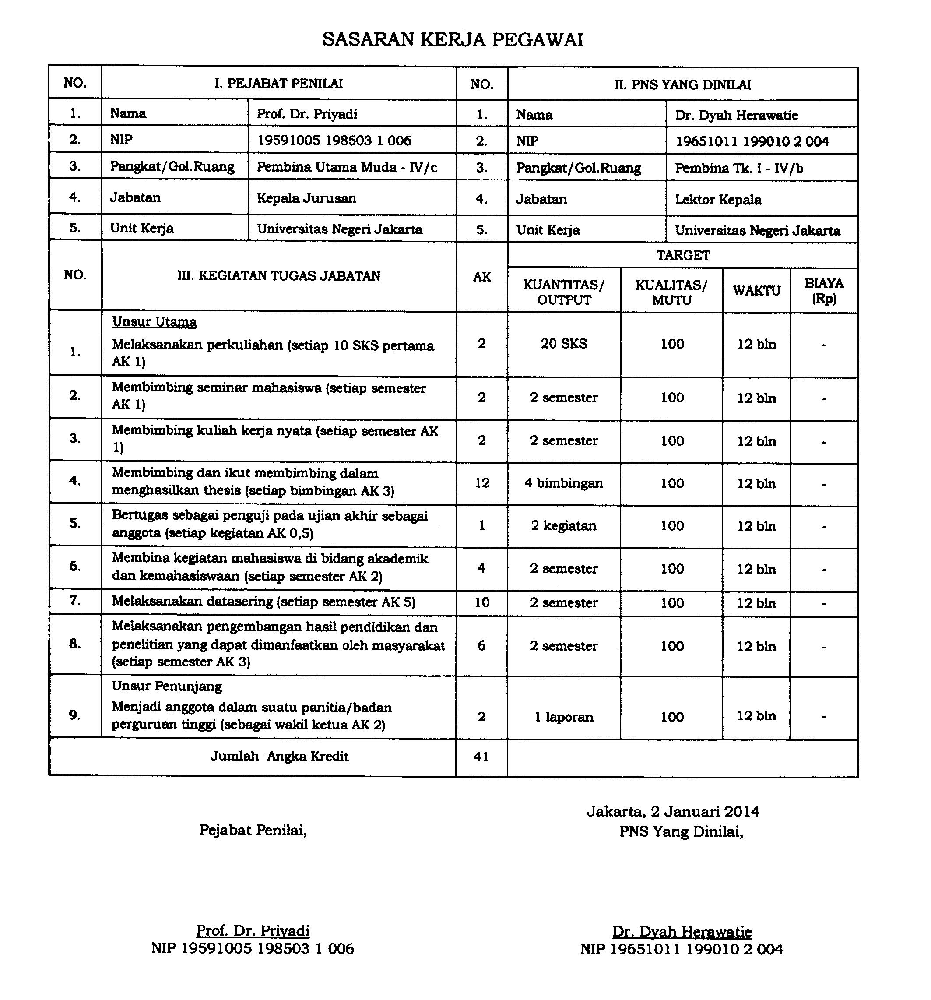 SASARAN KERJA PEGAWAI
NO. I. PEJABAT PENILAI NO. II. PNS YANG DINILAI
1. Nama Prof. Dr. Priyadi 1. Nama Dr. Dyah Herawatie
2. NIP 19591005 198503 1 006 2. NIP 19651011 199010 2 004
3. Pangkat/Gol.Ruang Pembina Utama Muda - IV/c 3. Pangkat/Gol.Ruang Pembina Tk. I - IV/b
4. Jabatan Kepala Jurusan 4. Jabatan Lektor Kepala
5. Unit Kerja Universitas Negeri Jakarta 5. Unit Kerja Universitas Negeri Jakarta
NO. III. KEGIATAN TUGAS JABATAN AK TARGET
KUANTITAS/ KUALITAS/ WAKTU BIAYA
OUTPUT MUTU (Rp)
Unsur Utama
1. Melaksanakan perkuliahan (setiap 10 SKS pertama 2 20 SKS 100 12 bln -
AK 1)
2. Membimbing seminar mahasiswa (setiap semester 2 2 semester 100 12 bln -
AK 1)
3. Membimbing kuliah kerja nyata (setiap semester AK 2 2 semester 100 12 bln -
1)
4. Membimbing dan ikut membimbing dalam 12 4 bimbingan 100 12 bln -
menghasilkan thesis (setiap bimbingan AK 3)
5. Bertugas sebagai penguji pada ujian akhir sebagai 1 2 kegiatan 100 12 bln -
anggota (setiap kegiatan AK 0,5)
6. Membina kegiatan mahasiswa di bidang akademik 4 2 semester 100 12 bln -
dan kemahasiswaan (setiap semester AK 2)
7. Melaksanakan datasering (setiap semester AK 5) 10 2 semester 100 12 bln -
Melaksanakan pengembangan hasil pendidikan dan
8. penelitian yang dapat dimanfaatkan oleh masyarakat 6 2 semester 100 12 bln -
(setiap semester AK 3)
Unsur Penunjang
9. Menjadi anggota dalam suatu panitia/badan 2 1 laporan 100 12 bln -
perguruan tinggi (sebagai wakil ketua AK 2)
Jumlah Angka Kredit 41
Jakarta, 2 Januari 2014
Pejabat Penilai, PNS Yang Dinilai,
Prof. Dr. Priyadi Dr. Dyah Herawatie
NIP 19591005 198503 1 006 NIP 19651011 199010 2 004